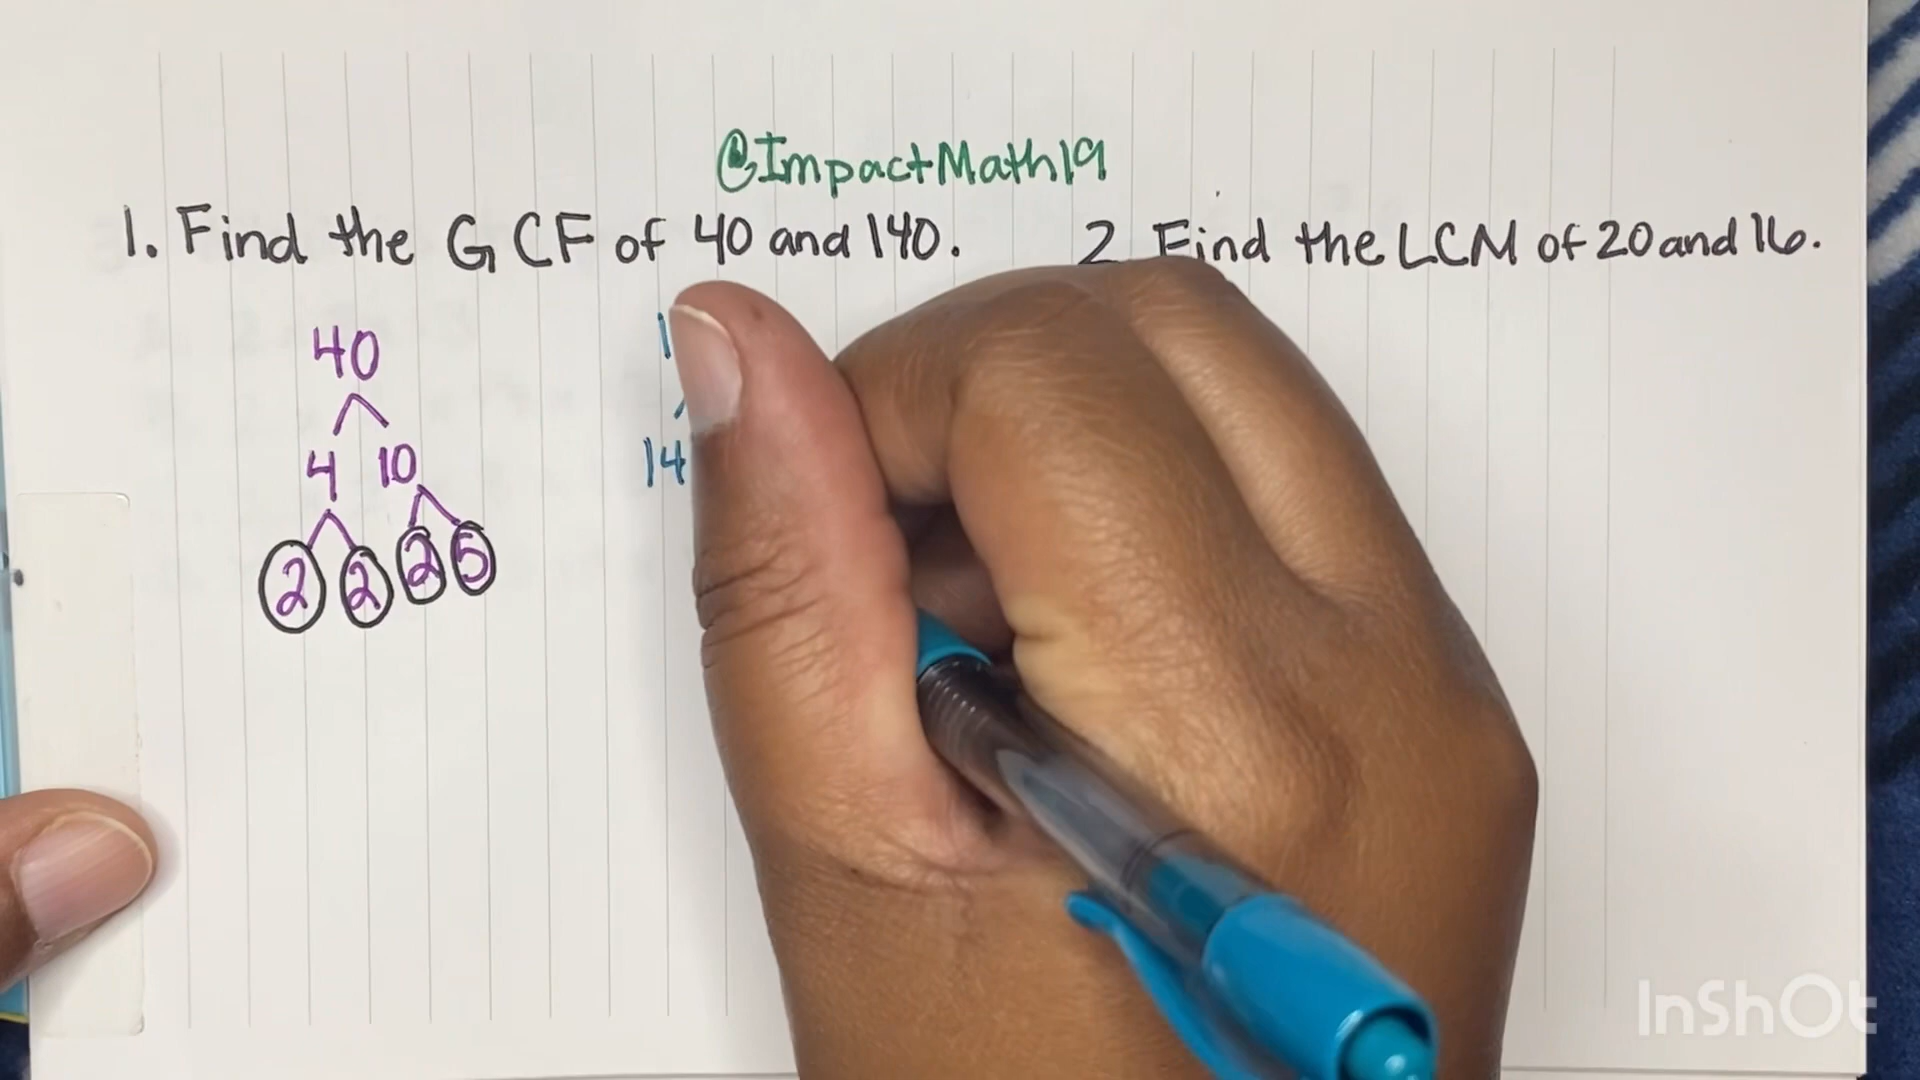 @ImpactMath19
1. Find the GCF of 40 and 140.
2 Find the LCM of 20 and 16.
40
4 10
14
2 2 2 5
InShOt